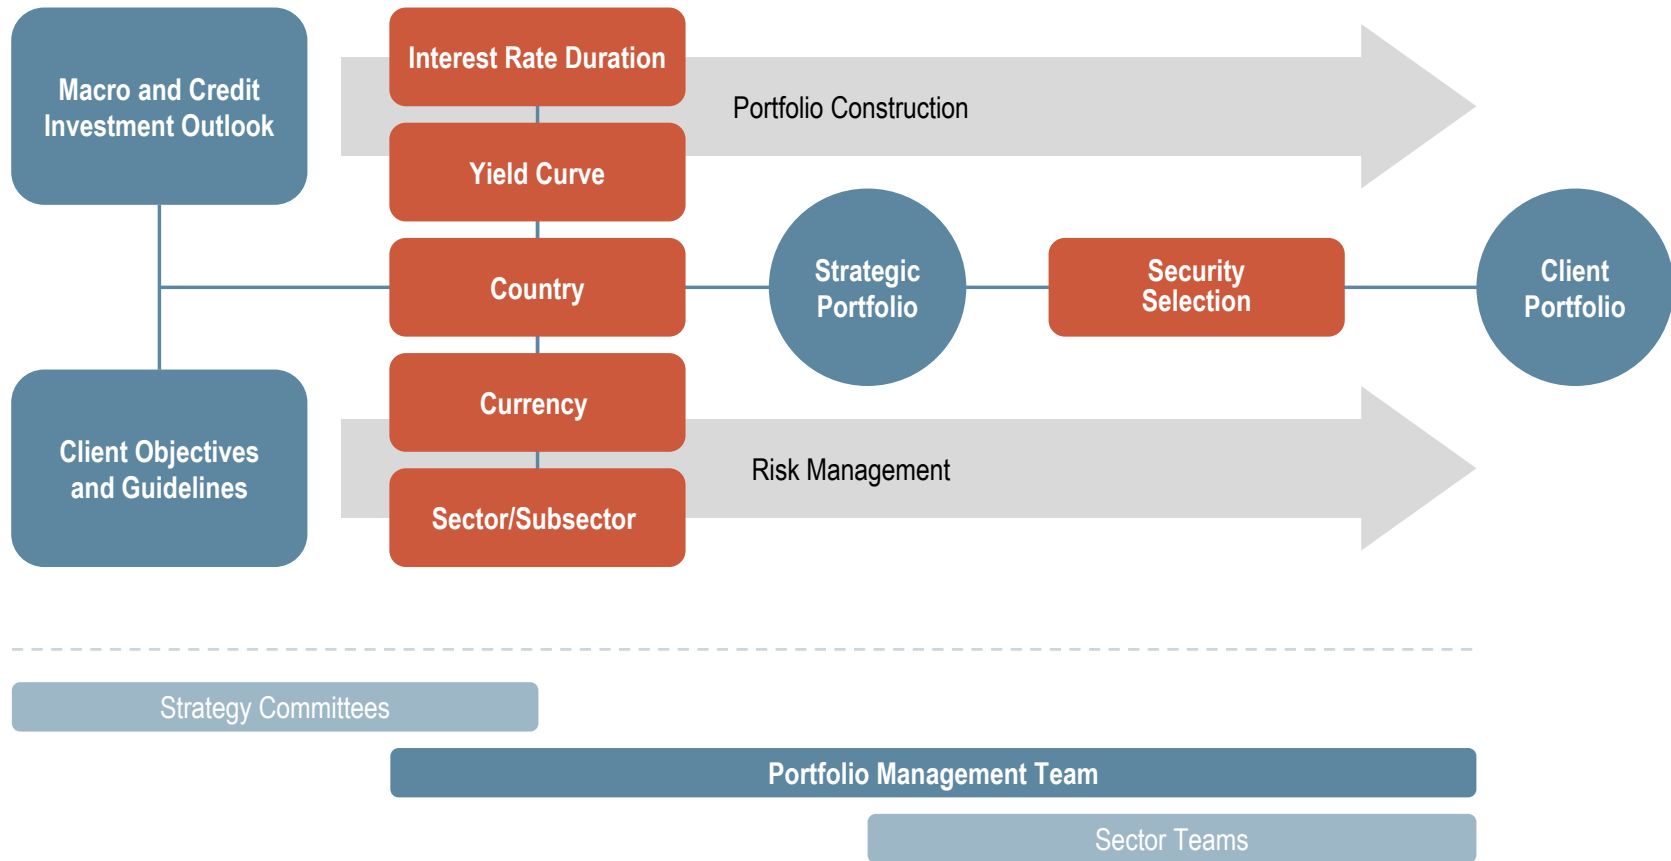 Macro and Credit
Investment Outlook
Client Objectives
and Guidelines
Interest Rate Duration
Yield Curve
Country
Currency
Sector/Subsector
Portfolio Construction
Strategic
Portfolio
Security
Selection
Client
Portfolio
Risk Management
Strategy Committees
Portfolio Management Team
Sector Teams